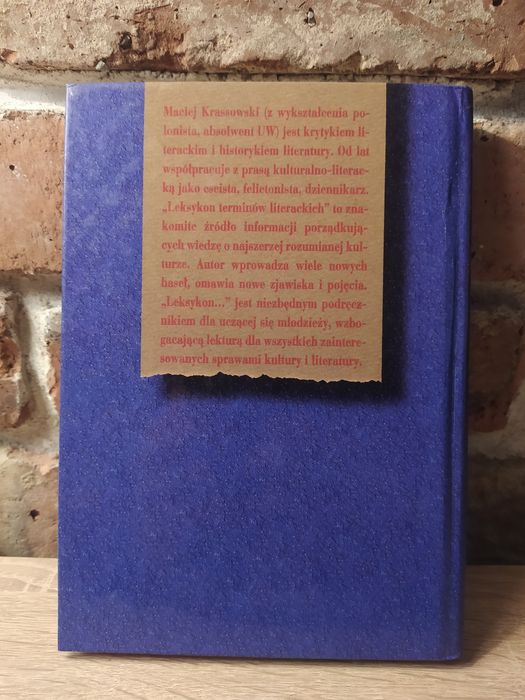 Maciej Krassowski (z wykształcenia po-
lonista, absolwent UW) jest krytykiem li-
terackim i historykiem literatury. Od lat
współpracuje z prasą kulturalno-literac-
ką jako eseista, felietonista, dziennikarz.
„Leksykon terminów literackich” to zna-
komite źródło informacji porządkują-
cych wiedzę o najszerzej rozumianej kul-
turze. Autor wprowadza wiele nowych
haseł, omawia nowe zjawiska i pojęcia.
„Leksykon...” jest niezbędnym podręcz-
nikiem dla uczącej się młodzieży, wzbo-
gacającą lekturą dla wszystkich zaintere-
sowanych sprawami kultury i literatury.